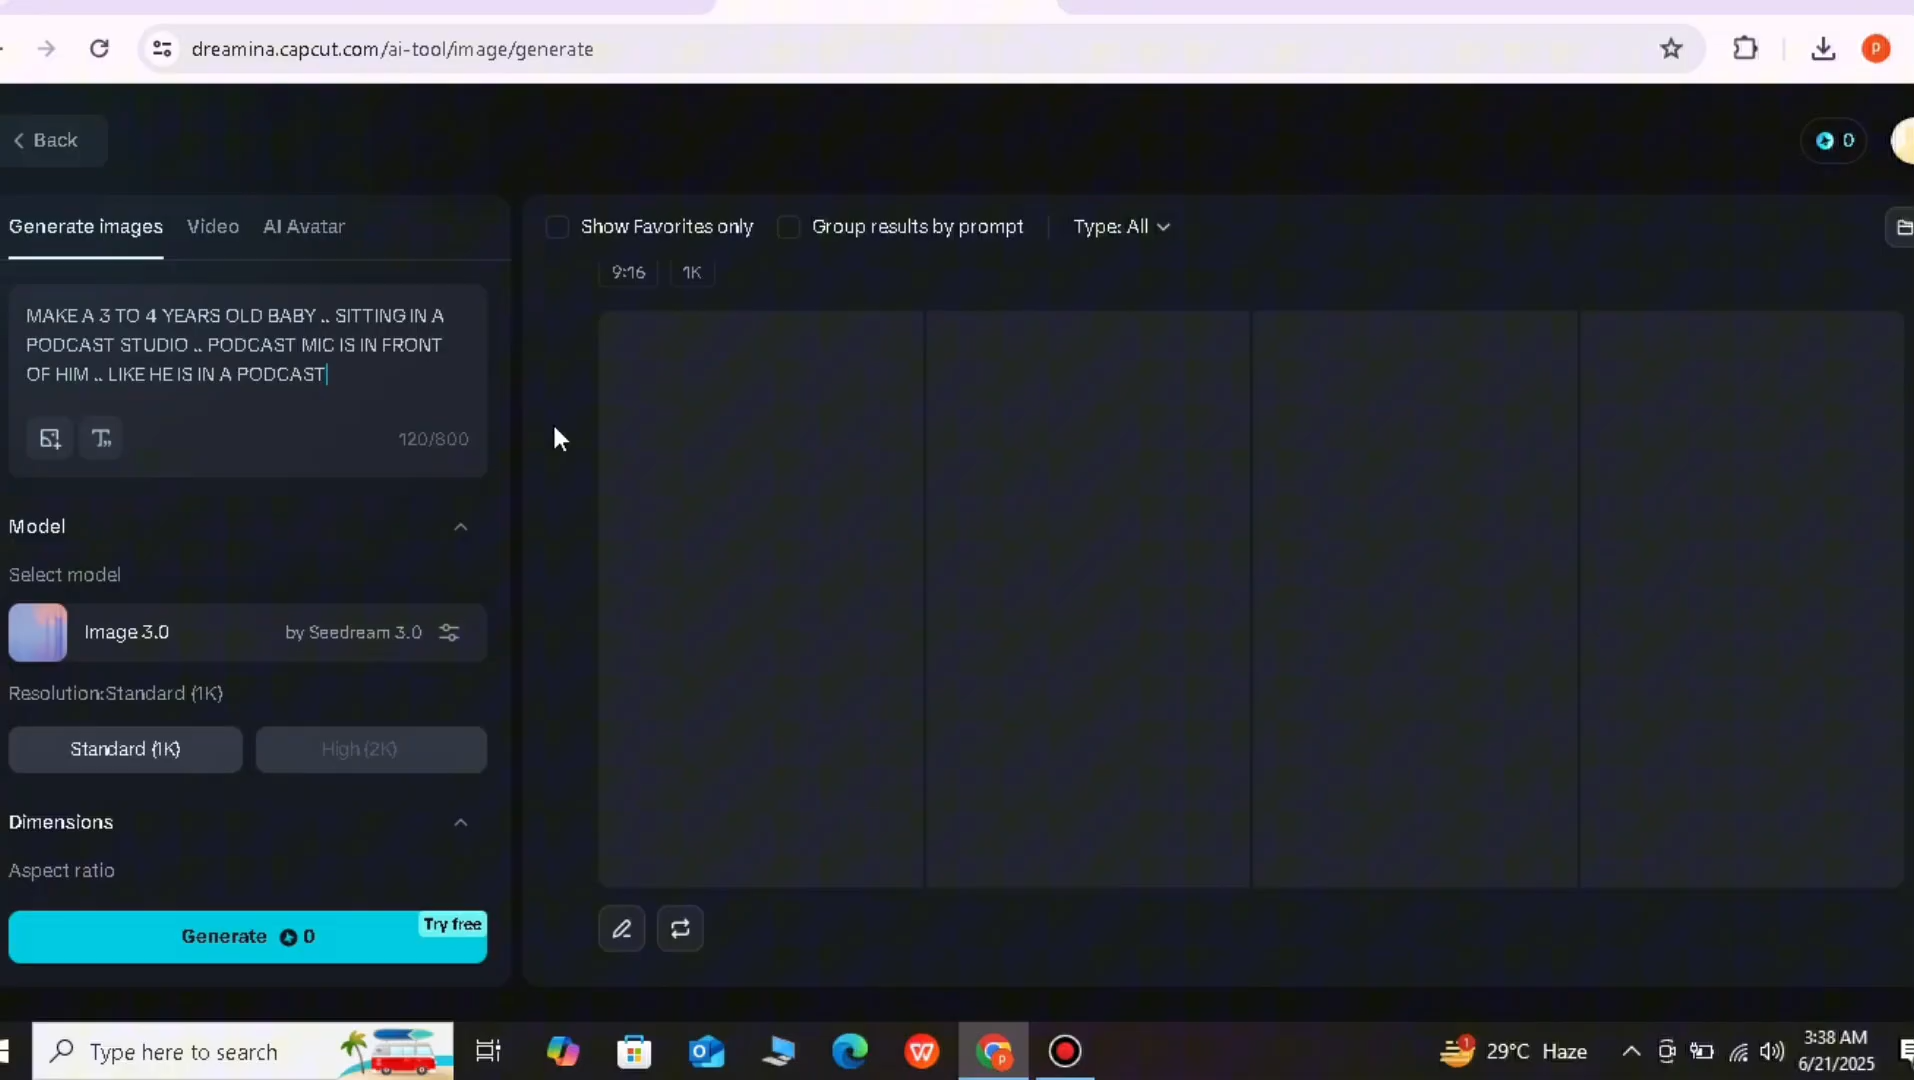 dreamina.capcut.com/ai-tool/image/generate
P
Back
0
Generate images Video AI Avatar
Show Favorites only Group results by prompt Type: All
9:16 1K
MAKE A 3 TO 4 YEARS OLD BABY .. SITTING IN A
PODCAST STUDIO .. PODCAST MIC IS IN FRONT
OF HIM .. LIKE HE IS IN A PODCAST
120/800
Model
Select model
Image 3.0 by Seedream 3.0
Resolution:Standard (1K)
Standard (1K) High (2K)
Dimensions
Aspect ratio
Try free
Generate 0
Type here to search
1
29°C Haze
3:38 AM
6/21/2025